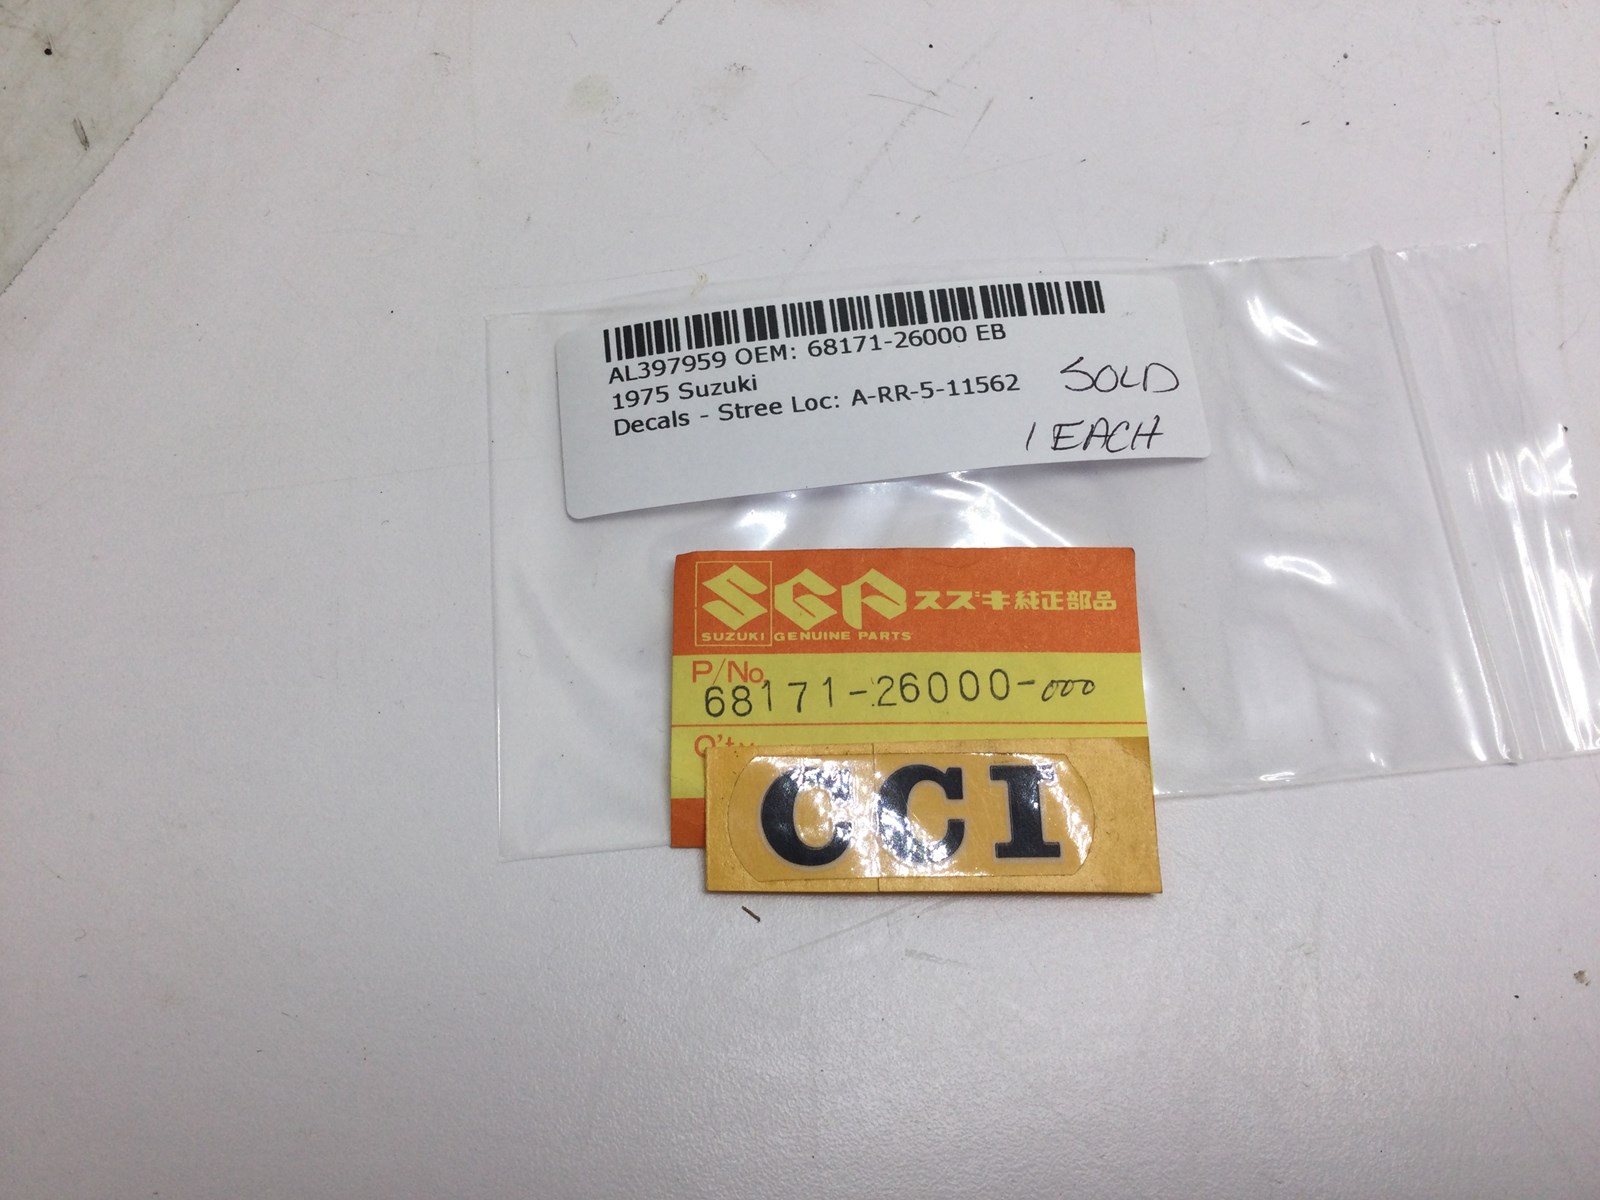 AL397959 OEM: 68171-26000 EB
1975 Suzuki
Decals - Stree Loc: A-RR-5-11562
SOLD
1 EACH
SGP スズキ純正部品
SUZUKI GENUINE PARTS
P/No.
68171-26000-000
Q'ty
CCI